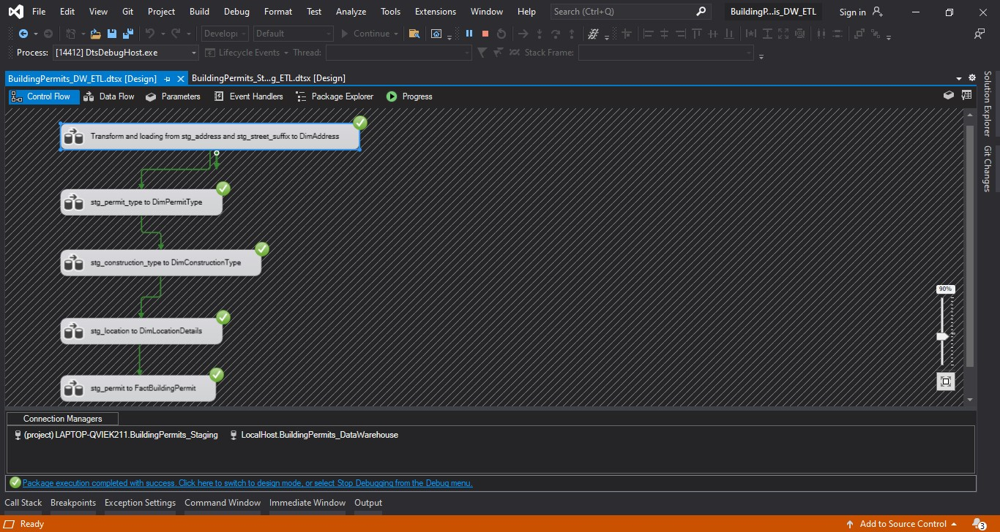 File Edit View Git Project Build Debug Format Test Analyze Tools Extensions Window Help Search (Ctrl+Q) BuildingP...is_DW_ETL Sign in
Developi Default Continue
Process: [14412] DtsDebugHost.exe Lifecycle Events Thread: Stack Frame:
BuildingPermits_DW_ETL.dtsx [Design] BuildingPermits_St...g_ETL.dtsx [Design]
Control Flow Data Flow Parameters Event Handlers Package Explorer Progress
Solution Explorer
Git Changes
Transform and loading from stg_address and stg_street_suffix to DimAddress
stg_permit_type to DimPermitType
stg_construction_type to DimConstructionType
90%
stg_location to DimLocationDetails
stg_permit to FactBuildingPermit
Connection Managers
(project) LAPTOP-QVIEK211.BuildingPermits_Staging LocalHost.BuildingPermits_DataWarehouse
Package execution completed with success. Click here to switch to design mode, or select Stop Debugging from the Debug menu.
Call Stack Breakpoints Exception Settings Command Window Immediate Window Output
Ready Add to Source Control 3